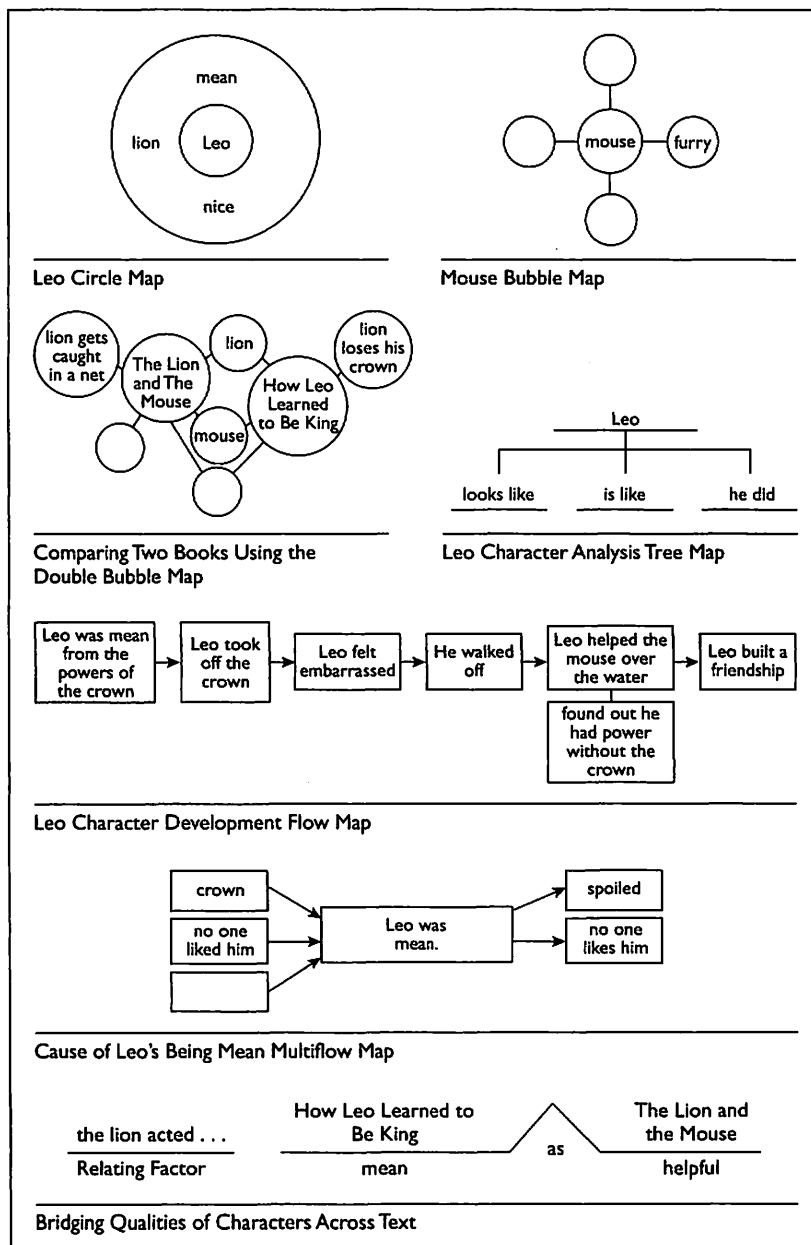 mean
lion
Leo
nice
Leo Circle Map
mouse
furry
Mouse Bubble Map
lion gets
caught
in a net
The Lion
and The
Mouse
lion
mouse
How Leo
Learned
to Be King
lion
loses his
crown
Comparing Two Books Using the
Double Bubble Map
Leo
looks like
is like
he did
Leo Character Analysis Tree Map
Leo was mean
from the
powers of
the crown
Leo took
off the
crown
Leo felt
embarrassed
He walked
off
Leo helped the
mouse over
the water
found out he
had power
without the
crown
Leo built a
friendship
Leo Character Development Flow Map
crown
no one
liked him
Leo was
mean.
spoiled
no one
likes him
Cause of Leo's Being Mean Multiflow Map
the lion acted . . .
Relating Factor
How Leo Learned to
Be King
mean
as
The Lion and
the Mouse
helpful
Bridging Qualities of Characters Across Text